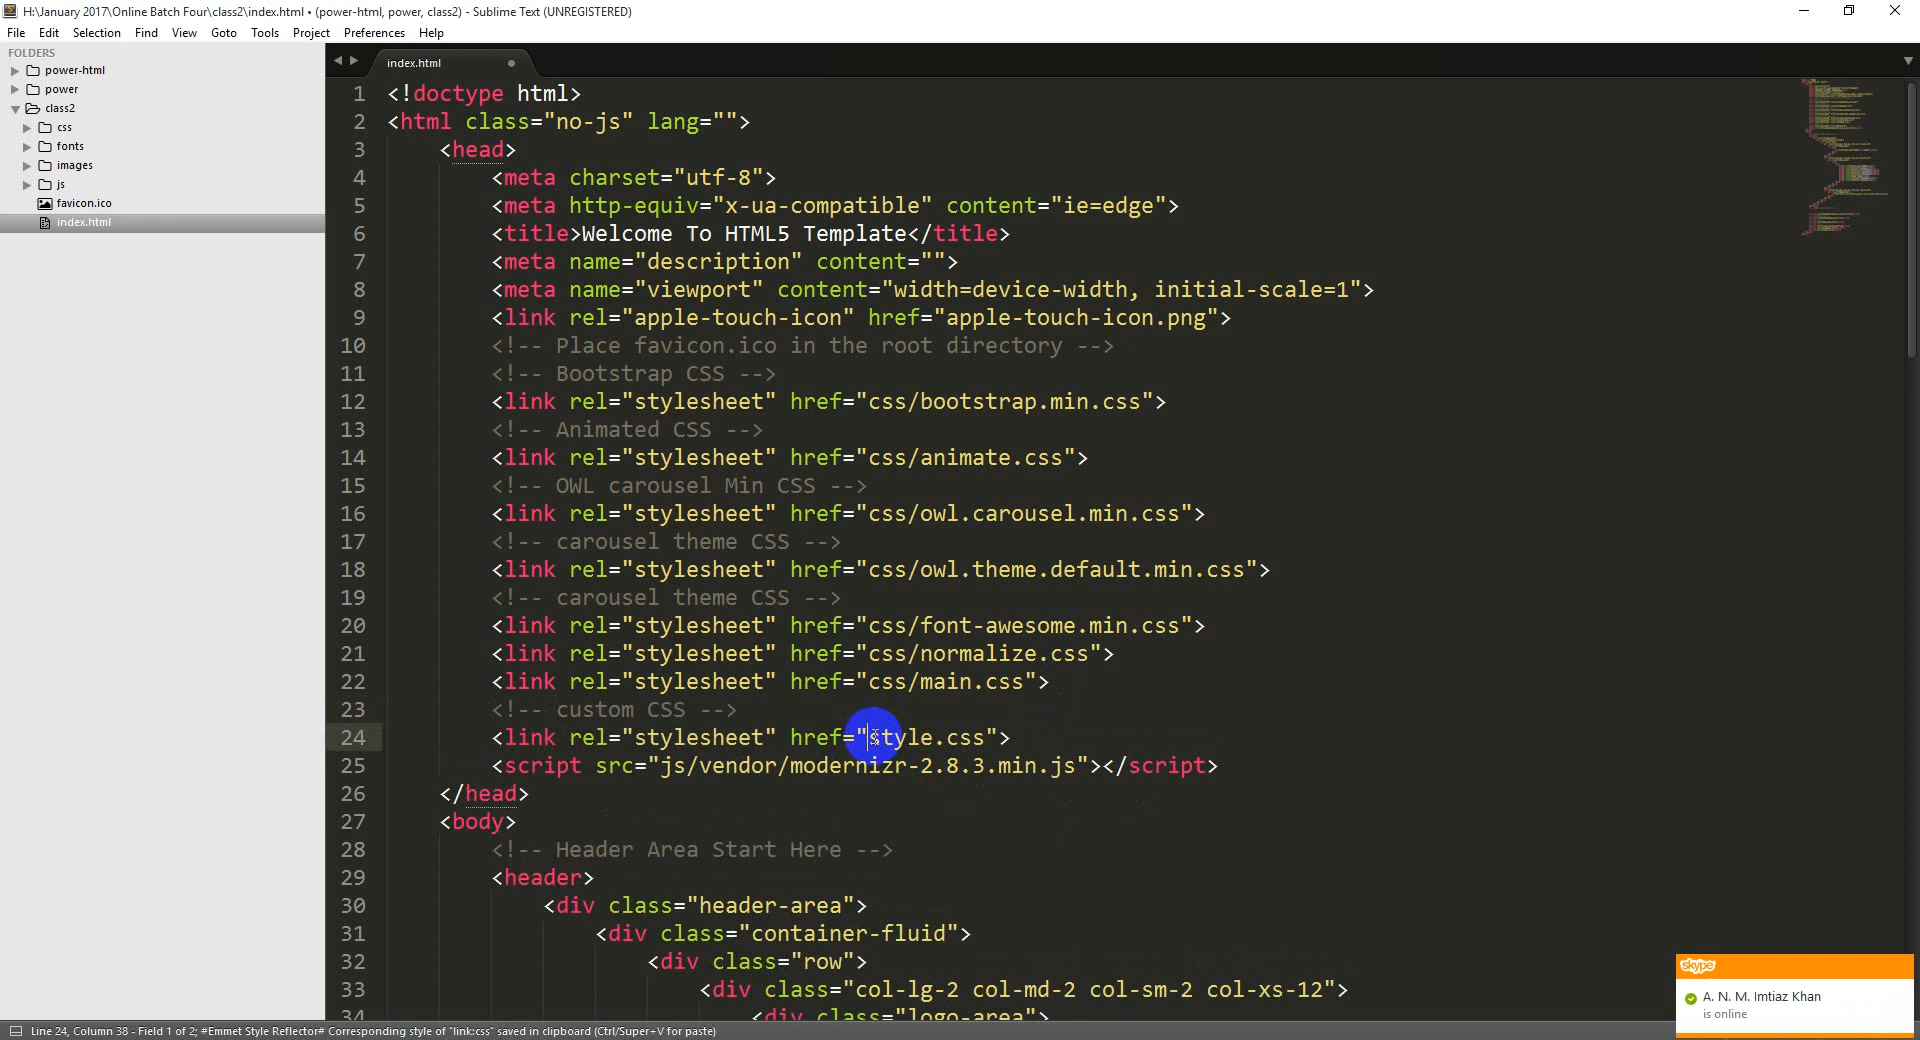 H:\January 2017\Online Batch Four\class2\index.html • (power-html, power, class2) - Sublime Text (UNREGISTERED)
File Edit Selection Find View Goto Tools Project Preferences Help
FOLDERS
power-html
power
class2
css
fonts
images
js
favicon.ico
index.html
index.html
1 <!doctype html>
2 <html class="no-js" lang="">
3 <head>
4 <meta charset="utf-8">
5 <meta http-equiv="x-ua-compatible" content="ie=edge">
6 <title>Welcome To HTML5 Template</title>
7 <meta name="description" content="">
8 <meta name="viewport" content="width=device-width, initial-scale=1">
9 <link rel="apple-touch-icon" href="apple-touch-icon.png">
10 <!-- Place favicon.ico in the root directory -->
11 <!-- Bootstrap CSS -->
12 <link rel="stylesheet" href="css/bootstrap.min.css">
13 <!-- Animated CSS -->
14 <link rel="stylesheet" href="css/animate.css">
15 <!-- OWL carousel Min CSS -->
16 <link rel="stylesheet" href="css/owl.carousel.min.css">
17 <!-- carousel theme CSS -->
18 <link rel="stylesheet" href="css/owl.theme.default.min.css">
19 <!-- carousel theme CSS -->
20 <link rel="stylesheet" href="css/font-awesome.min.css">
21 <link rel="stylesheet" href="css/normalize.css">
22 <link rel="stylesheet" href="css/main.css">
23 <!-- custom CSS -->
24 <link rel="stylesheet" href="style.css">
25 <script src="js/vendor/modernizr-2.8.3.min.js"></script>
26 </head>
27 <body>
28 <!-- Header Area Start Here -->
29 <header>
30 <div class="header-area">
31 <div class="container-fluid">
32 <div class="row">
33 <div class="col-lg-2 col-md-2 col-sm-2 col-xs-12">
34 <div class="logo-area">
skype
A. N. M. Imtiaz Khan
is online
Line 24, Column 38 - Field 1 of 2; #Emmet Style Reflector# Corresponding style of "link:css" saved in clipboard (Ctrl/Super+V for paste)